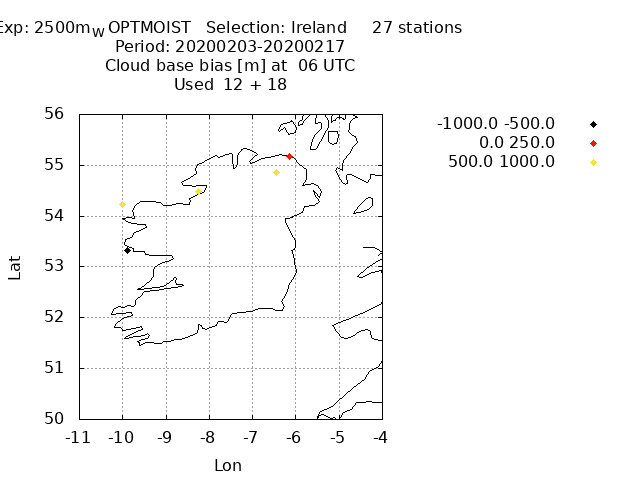 Exp: 2500mW OPTMOIST   Selection: Ireland     27 stations
Period: 20200203-20200217
Cloud base bias [m] at  06 UTC
Used  12 + 18
-1000.0 -500.0
0.0 250.0
500.0 1000.0
56
55
54
53
52
51
50
-11 -10 -9 -8 -7 -6 -5 -4
Lat
Lon